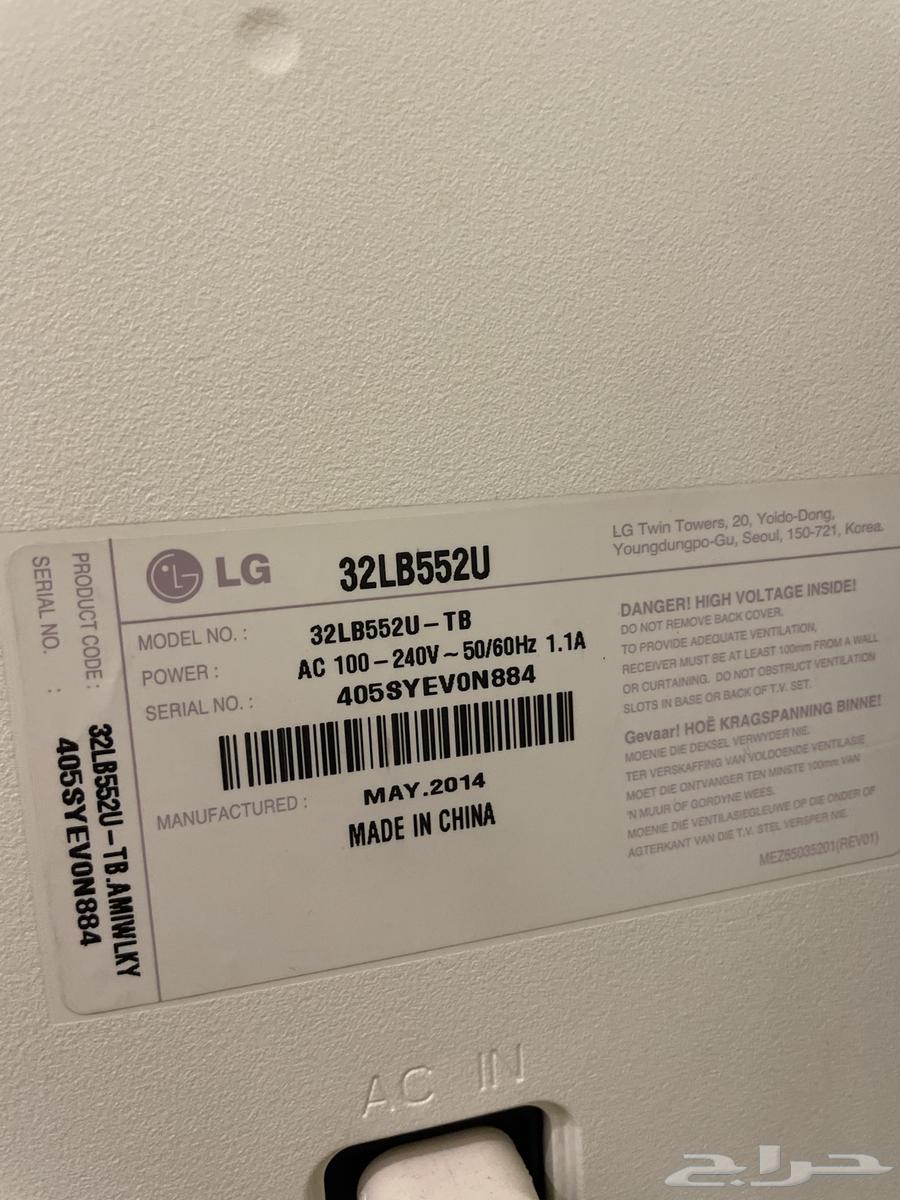 LG
32LB552U
LG Twin Towers, 20, Yoido-Dong,
Youngdungpo-Gu, Seoul, 150-721, Korea.
MODEL NO. : 32LB552U-TB
POWER : AC 100-240V~50/60Hz 1.1A
SERIAL NO. : 405SYEV0N884
MANUFACTURED : MAY.2014
MADE IN CHINA
DANGER! HIGH VOLTAGE INSIDE!
DO NOT REMOVE BACK COVER.
TO PROVIDE ADEQUATE VENTILATION,
RECEIVER MUST BE AT LEAST 100mm FROM A WALL
OR CURTAINING. DO NOT OBSTRUCT VENTILATION
SLOTS IN BASE OR BACK OF T.V. SET.
Gevaar! HOË KRAGSPANNING BINNE!
MOENIE DIE DEKSEL VERWYDER NIE.
TER VERSKAFFING VAN VOLDOENDE VENTILASIE
MOET DIE ONTVANGER TEN MINSTE 100mm VAN
'N MUUR OF GORDYNE WEES.
MOENIE DIE VENTILASIEGLEUWE OP DIE ONDER OF
AGTERKANT VAN DIE T.V. STEL VERSPER NIE.
MEZ65035201(REV01)
PRODUCT CODE : 32LB552U-TB.AMIWLKY
SERIAL NO. : 405SYEV0N884
AC IN
حراج